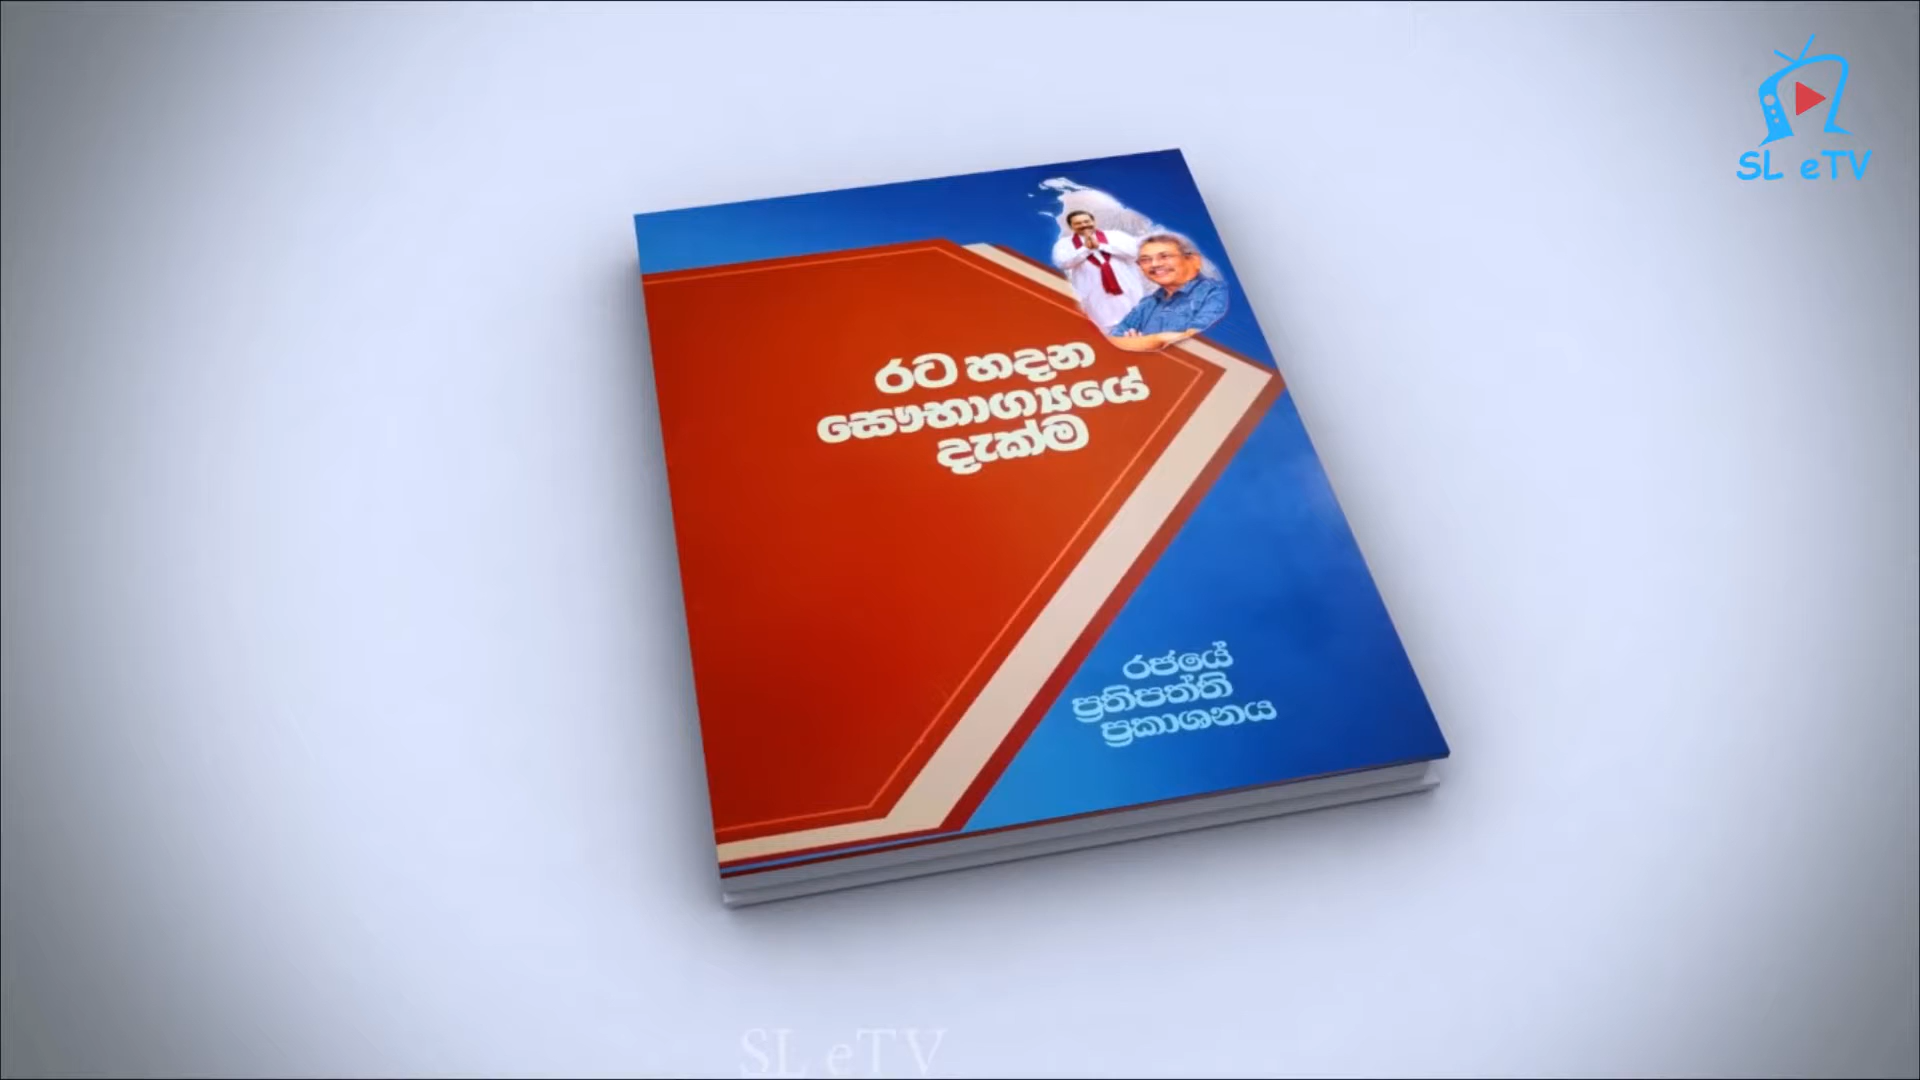 SL eTV
රට හදන
සෞභාග්‍යයේ
දැක්ම
රජයේ
ප්‍රතිපත්ති
ප්‍රකාශනය
SL eTV